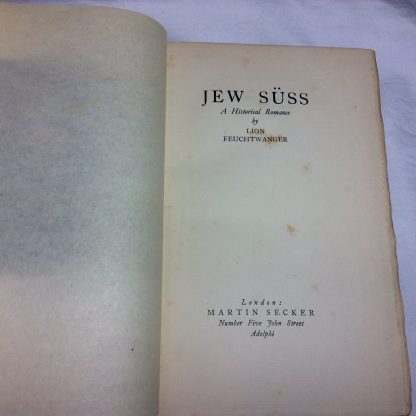 JEW SÜSS
A Historical Romance
by
LION
FEUCHTWANGER
London:
MARTIN SECKER
Number Five John Street
Adelphi